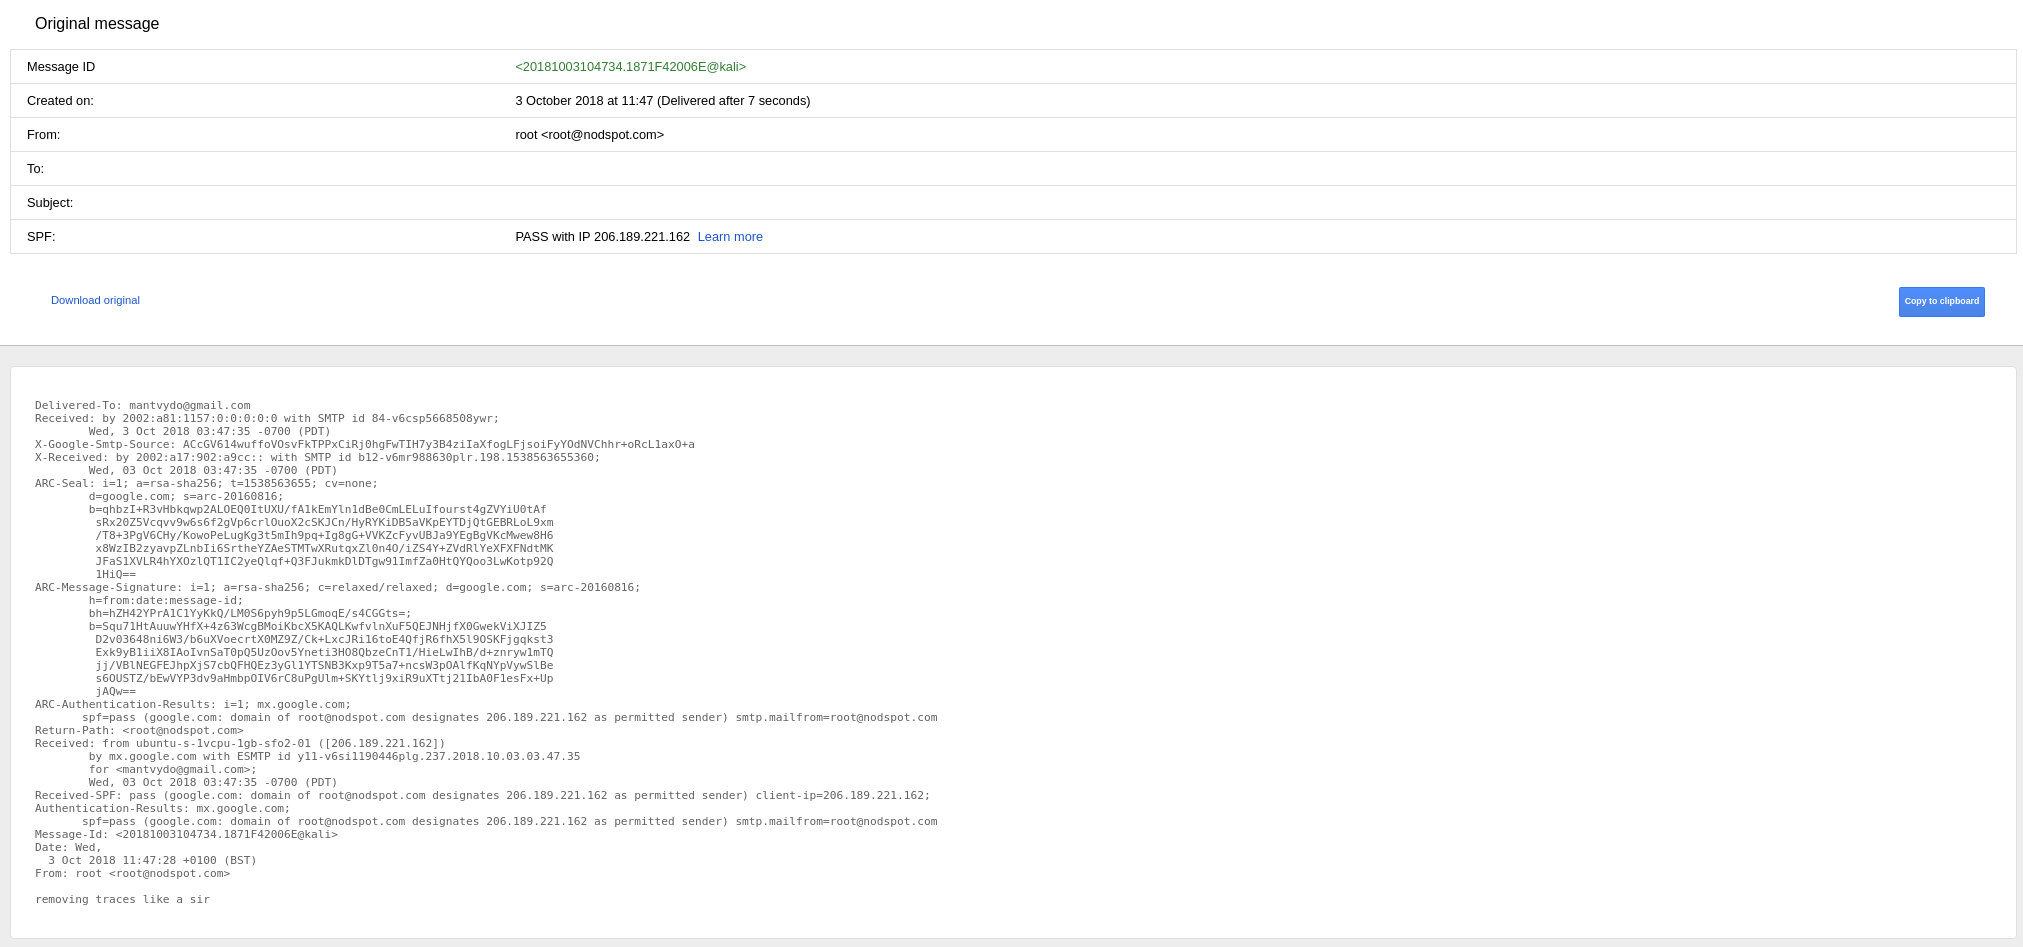 Original message
Message ID <20181003104734.1871F42006E@kali>
Created on: 3 October 2018 at 11:47 (Delivered after 7 seconds)
From: root <root@nodspot.com>
To:
Subject:
SPF: PASS with IP 206.189.221.162 Learn more
Download original
Copy to clipboard
Delivered-To: mantvydo@gmail.com
Received: by 2002:a81:1157:0:0:0:0:0 with SMTP id 84-v6csp5668508ywr;
Wed, 3 Oct 2018 03:47:35 -0700 (PDT)
X-Google-Smtp-Source: ACcGV614wuffoVOsvFkTPPxCiRj0hgFwTIH7y3B4ziIaXfogLFjsoiFyYOdNVChhr+oRcL1axO+a
X-Received: by 2002:a17:902:a9cc:: with SMTP id b12-v6mr988630plr.198.1538563655360;
Wed, 03 Oct 2018 03:47:35 -0700 (PDT)
ARC-Seal: i=1; a=rsa-sha256; t=1538563655; cv=none;
d=google.com; s=arc-20160816;
b=qhbzI+R3vHbkqwp2ALOEQ0ItUXU/fA1kEmYln1dBe0CmLELuIfourst4gZVYiU0tAf
sRx20Z5Vcqvv9w6s6f2gVp6crlOuoX2cSKJCn/HyRYKiDB5aVKpEYTDjQtGEBRLoL9xm
/T8+3PgV6CHy/KowoPeLugKg3t5mIh9pq+Ig8gG+VVKZcFyvUBJa9YEgBgVKcMwew8H6
x8WzIB2zyavpZLnbIi6SrtheYZAeSTMTwXRutqxZl0n4O/iZS4Y+ZVdRlYeXFXFNdtMK
JFaS1XVLR4hYXOzlQT1IC2yeQlqf+Q3FJukmkDlDTgw91ImfZa0HtQYQoo3LwKotp92Q
1HiQ==
ARC-Message-Signature: i=1; a=rsa-sha256; c=relaxed/relaxed; d=google.com; s=arc-20160816;
h=from:date:message-id;
bh=hZH42YPrA1C1YyKkQ/LM0S6pyh9p5LGmoqE/s4CGGts=;
b=Squ71HtAuuwYHfX+4z63WcgBMoiKbcX5KAQLKwfvlnXuF5QEJNHjfX0GwekViXJIZ5
D2v03648ni6W3/b6uXVoecrtX0MZ9Z/Ck+LxcJRi16toE4QfjR6fhX5l9OSKFjgqkst3
Exk9yB1iiX8IAoIvnSaT0pQ5UzOov5Yneti3HO8QbzeCnT1/HieLwIhB/d+znryw1mTQ
jj/VBlNEGFEJhpXjS7cbQFHQEz3yGl1YTSNB3Kxp9T5a7+ncsW3pOAlfKqNYpVywSlBe
s6OUSTZ/bEwVYP3dv9aHmbpOIV6rC8uPgUlm+SKYtlj9xiR9uXTtj21IbA0F1esFx+Up
jAQw==
ARC-Authentication-Results: i=1; mx.google.com;
spf=pass (google.com: domain of root@nodspot.com designates 206.189.221.162 as permitted sender) smtp.mailfrom=root@nodspot.com
Return-Path: <root@nodspot.com>
Received: from ubuntu-s-1vcpu-1gb-sfo2-01 ([206.189.221.162])
by mx.google.com with ESMTP id y11-v6si1190446plg.237.2018.10.03.03.47.35
for <mantvydo@gmail.com>;
Wed, 03 Oct 2018 03:47:35 -0700 (PDT)
Received-SPF: pass (google.com: domain of root@nodspot.com designates 206.189.221.162 as permitted sender) client-ip=206.189.221.162;
Authentication-Results: mx.google.com;
spf=pass (google.com: domain of root@nodspot.com designates 206.189.221.162 as permitted sender) smtp.mailfrom=root@nodspot.com
Message-Id: <20181003104734.1871F42006E@kali>
Date: Wed,
3 Oct 2018 11:47:28 +0100 (BST)
From: root <root@nodspot.com>
removing traces like a sir